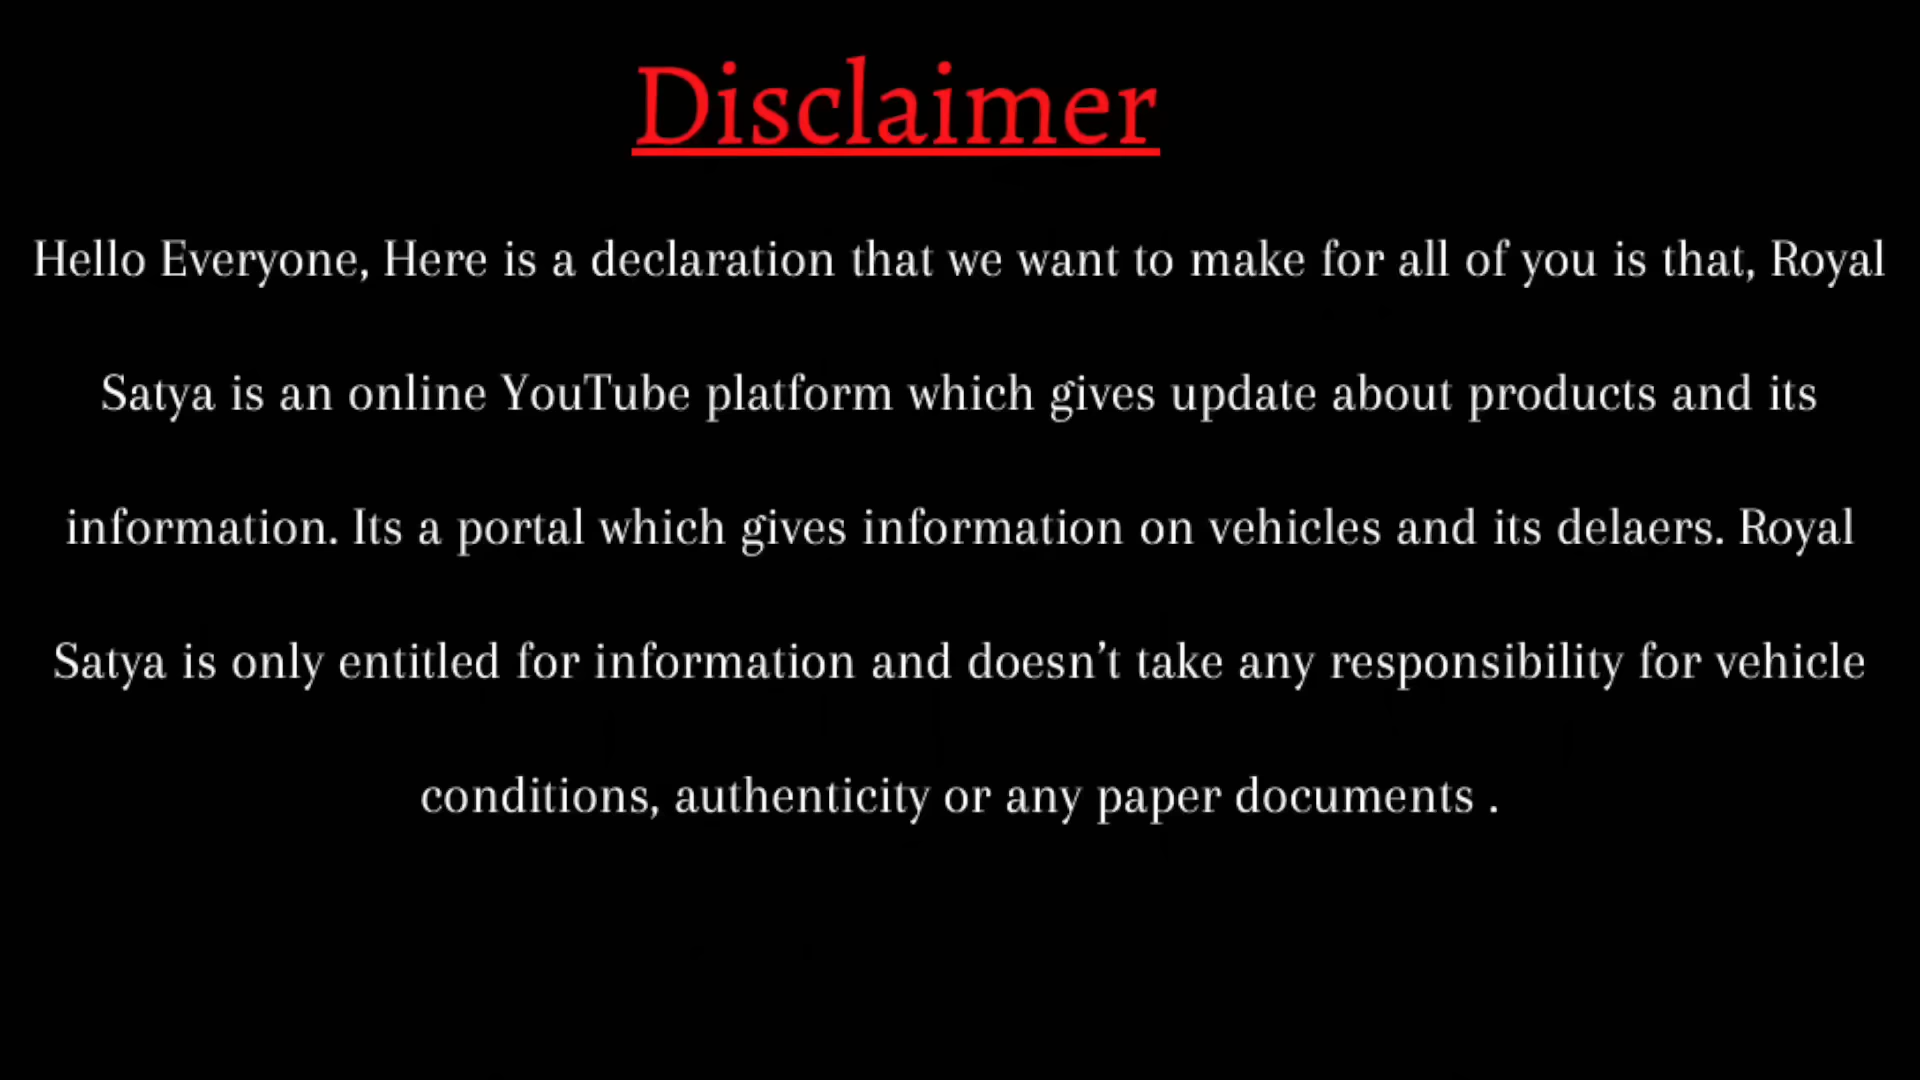 Disclaimer
Hello Everyone, Here is a declaration that we want to make for all of you is that, Royal
Satya is an online YouTube platform which gives update about products and its
information. Its a portal which gives information on vehicles and its delaers. Royal
Satya is only entitled for information and doesn’t take any responsibility for vehicle
conditions, authenticity or any paper documents .